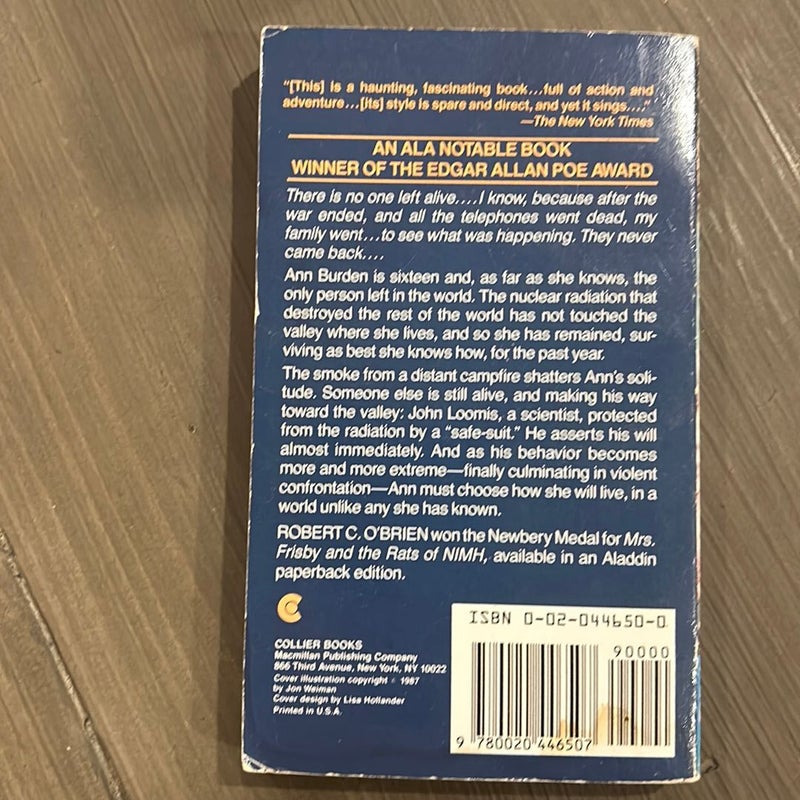 "[This] is a haunting, fascinating book...full of action and
adventure...[its] style is spare and direct, and yet it sings...."
—The New York Times
AN ALA NOTABLE BOOK
WINNER OF THE EDGAR ALLAN POE AWARD
There is no one left alive....I know, because after the
war ended, and all the telephones went dead, my
family went...to see what was happening. They never
came back....
Ann Burden is sixteen and, as far as she knows, the
only person left in the world. The nuclear radiation that
destroyed the rest of the world has not touched the
valley where she lives, and so she has remained, sur-
viving as best she knows how, for the past year.
The smoke from a distant campfire shatters Ann's soli-
tude. Someone else is still alive, and making his way
toward the valley: John Loomis, a scientist, protected
from the radiation by a "safe-suit." He asserts his will
almost immediately. And as his behavior becomes
more and more extreme—finally culminating in violent
confrontation—Ann must choose how she will live, in a
world unlike any she has known.
ROBERT C. O'BRIEN won the Newbery Medal for Mrs.
Frisby and the Rats of NIMH, available in an Aladdin
paperback edition.
COLLIER BOOKS
Macmillan Publishing Company
866 Third Avenue, New York, NY 10022
Cover illustration copyright © 1987
by Jon Weiman
Cover design by Lisa Hollander
Printed in U.S.A.
ISBN 0-02-044650-0
90000
9 780020 446507